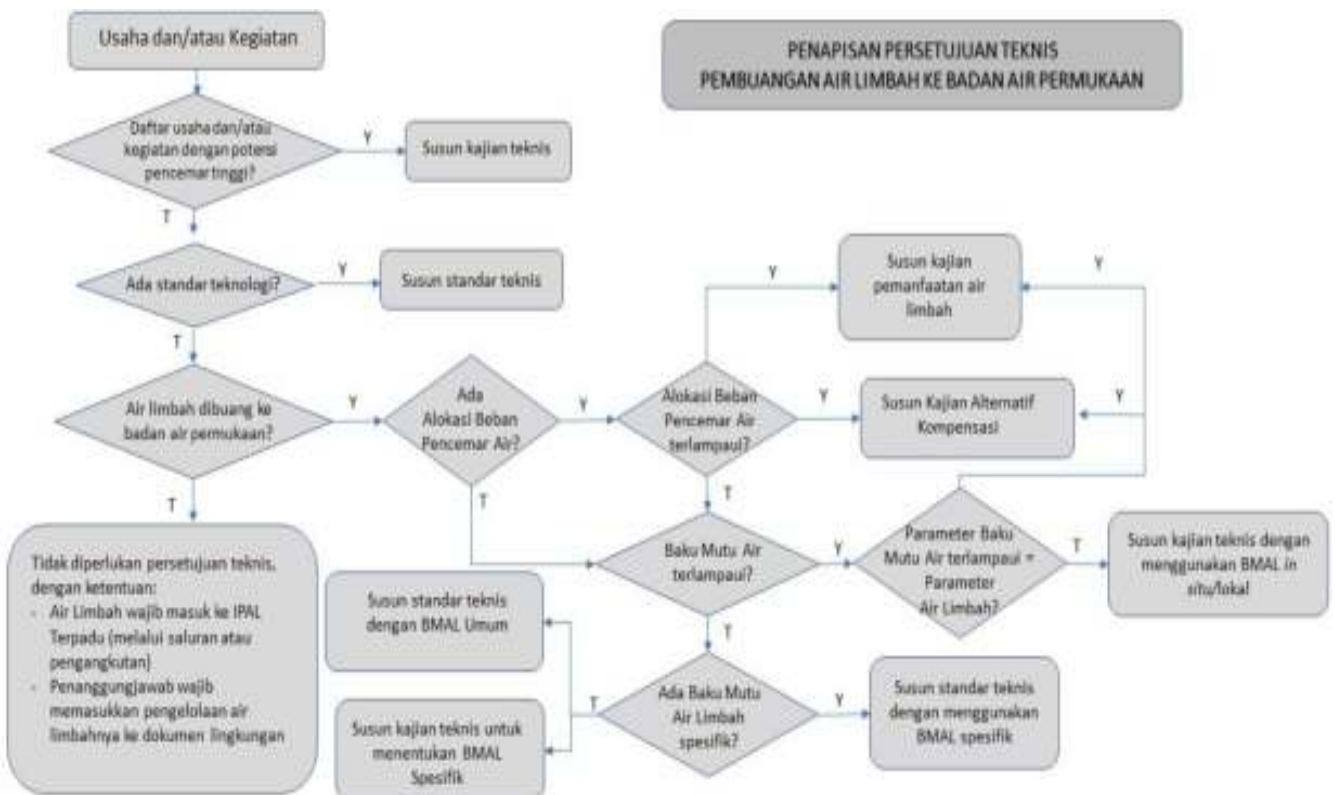 Usaha dan/atau Kegiatan
PENAPISAN PERSETUJUAN TEKNIS
PEMBUANGAN AIR LIMBAH KE BADAN AIR PERMUKAAN
Daftar usaha dan/atau
kegiatan dengan potensi
pencemar tinggi?
Y
Susun kajian teknis
T
Ada standar teknologi?
Y
Susun standar teknis
T
Air limbah dibuang ke
badan air permukaan?
Y
Ada
Alokasi Beban
Pencemar Air?
Y
Alokasi Beban
Pencemar Air
terlampaui?
Y
Susun kajian
pemanfaatan air
limbah
Y
Y
Susun Kajian Alternatif
Kompensasi
Y
T
T
T
Tidak diperlukan persetujuan teknis,
dengan ketentuan:
- Air Limbah wajib masuk ke IPAL
Terpadu (melalui saluran atau
pengangkutan)
- Penanggungjawab wajib
memasukkan pengelolaan air
limbahnya ke dokumen lingkungan
Baku Mutu Air
terlampaui?
Y
Parameter Baku
Mutu Air terlampaui =
Parameter
Air Limbah?
T
Susun kajian teknis dengan
menggunakan BMAL in
situ/lokal
T
Susun standar teknis
dengan BMAL Umum
Ada Baku Mutu
Air Limbah
spesifik?
T
Y
Susun standar teknis
dengan menggunakan
BMAL spesifik
Susun kajian teknis untuk
menentukan BMAL
Spesifik